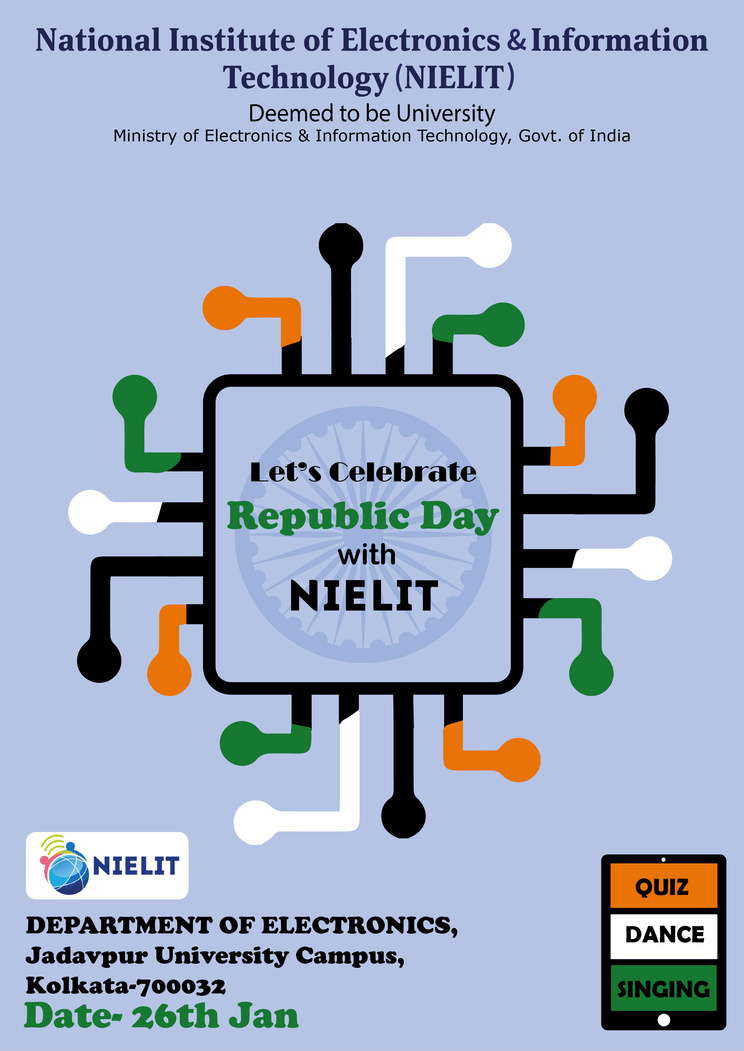 National Institute of Electronics & Information
Technology (NIELIT)
Deemed to be University
Ministry of Electronics & Information Technology, Govt. of India
Let's Celebrate
Republic Day
with
NIELIT
NIELIT
DEPARTMENT OF ELECTRONICS,
Jadavpur University Campus,
Kolkata-700032
Date- 26th Jan
QUIZ
DANCE
SINGING